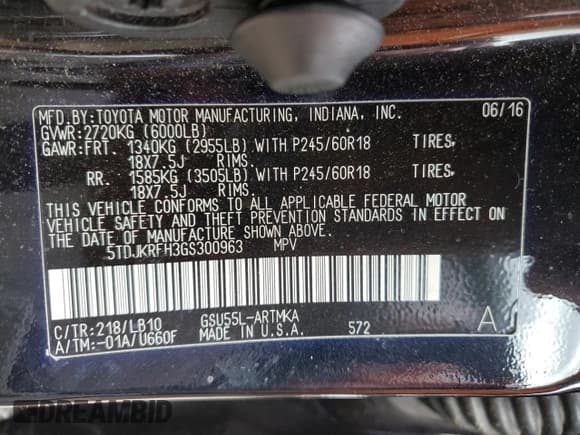 MFD.BY:TOYOTA MOTOR MANUFACTURING, INDIANA, INC. 06/16
GVWR:2720KG (6000LB)
GAWR:FRT. 1340KG (2955LB) WITH P245/60R18 TIRES,
18X7.5J RIMS.
RR. 1585KG (3505LB) WITH P245/60R18 TIRES,
18X7.5J RIMS.
THIS VEHICLE CONFORMS TO ALL APPLICABLE FEDERAL MOTOR
VEHICLE SAFETY AND THEFT PREVENTION STANDARDS IN EFFECT ON
THE DATE OF MANUFACTURE SHOWN ABOVE.
5TDJKRFH3GS300963 MPV
C/TR:218/LB10 GSU55L-ARTMKA AJ
A/TM:-01A/U660F MADE IN U.S.A. 572
DREAMBID